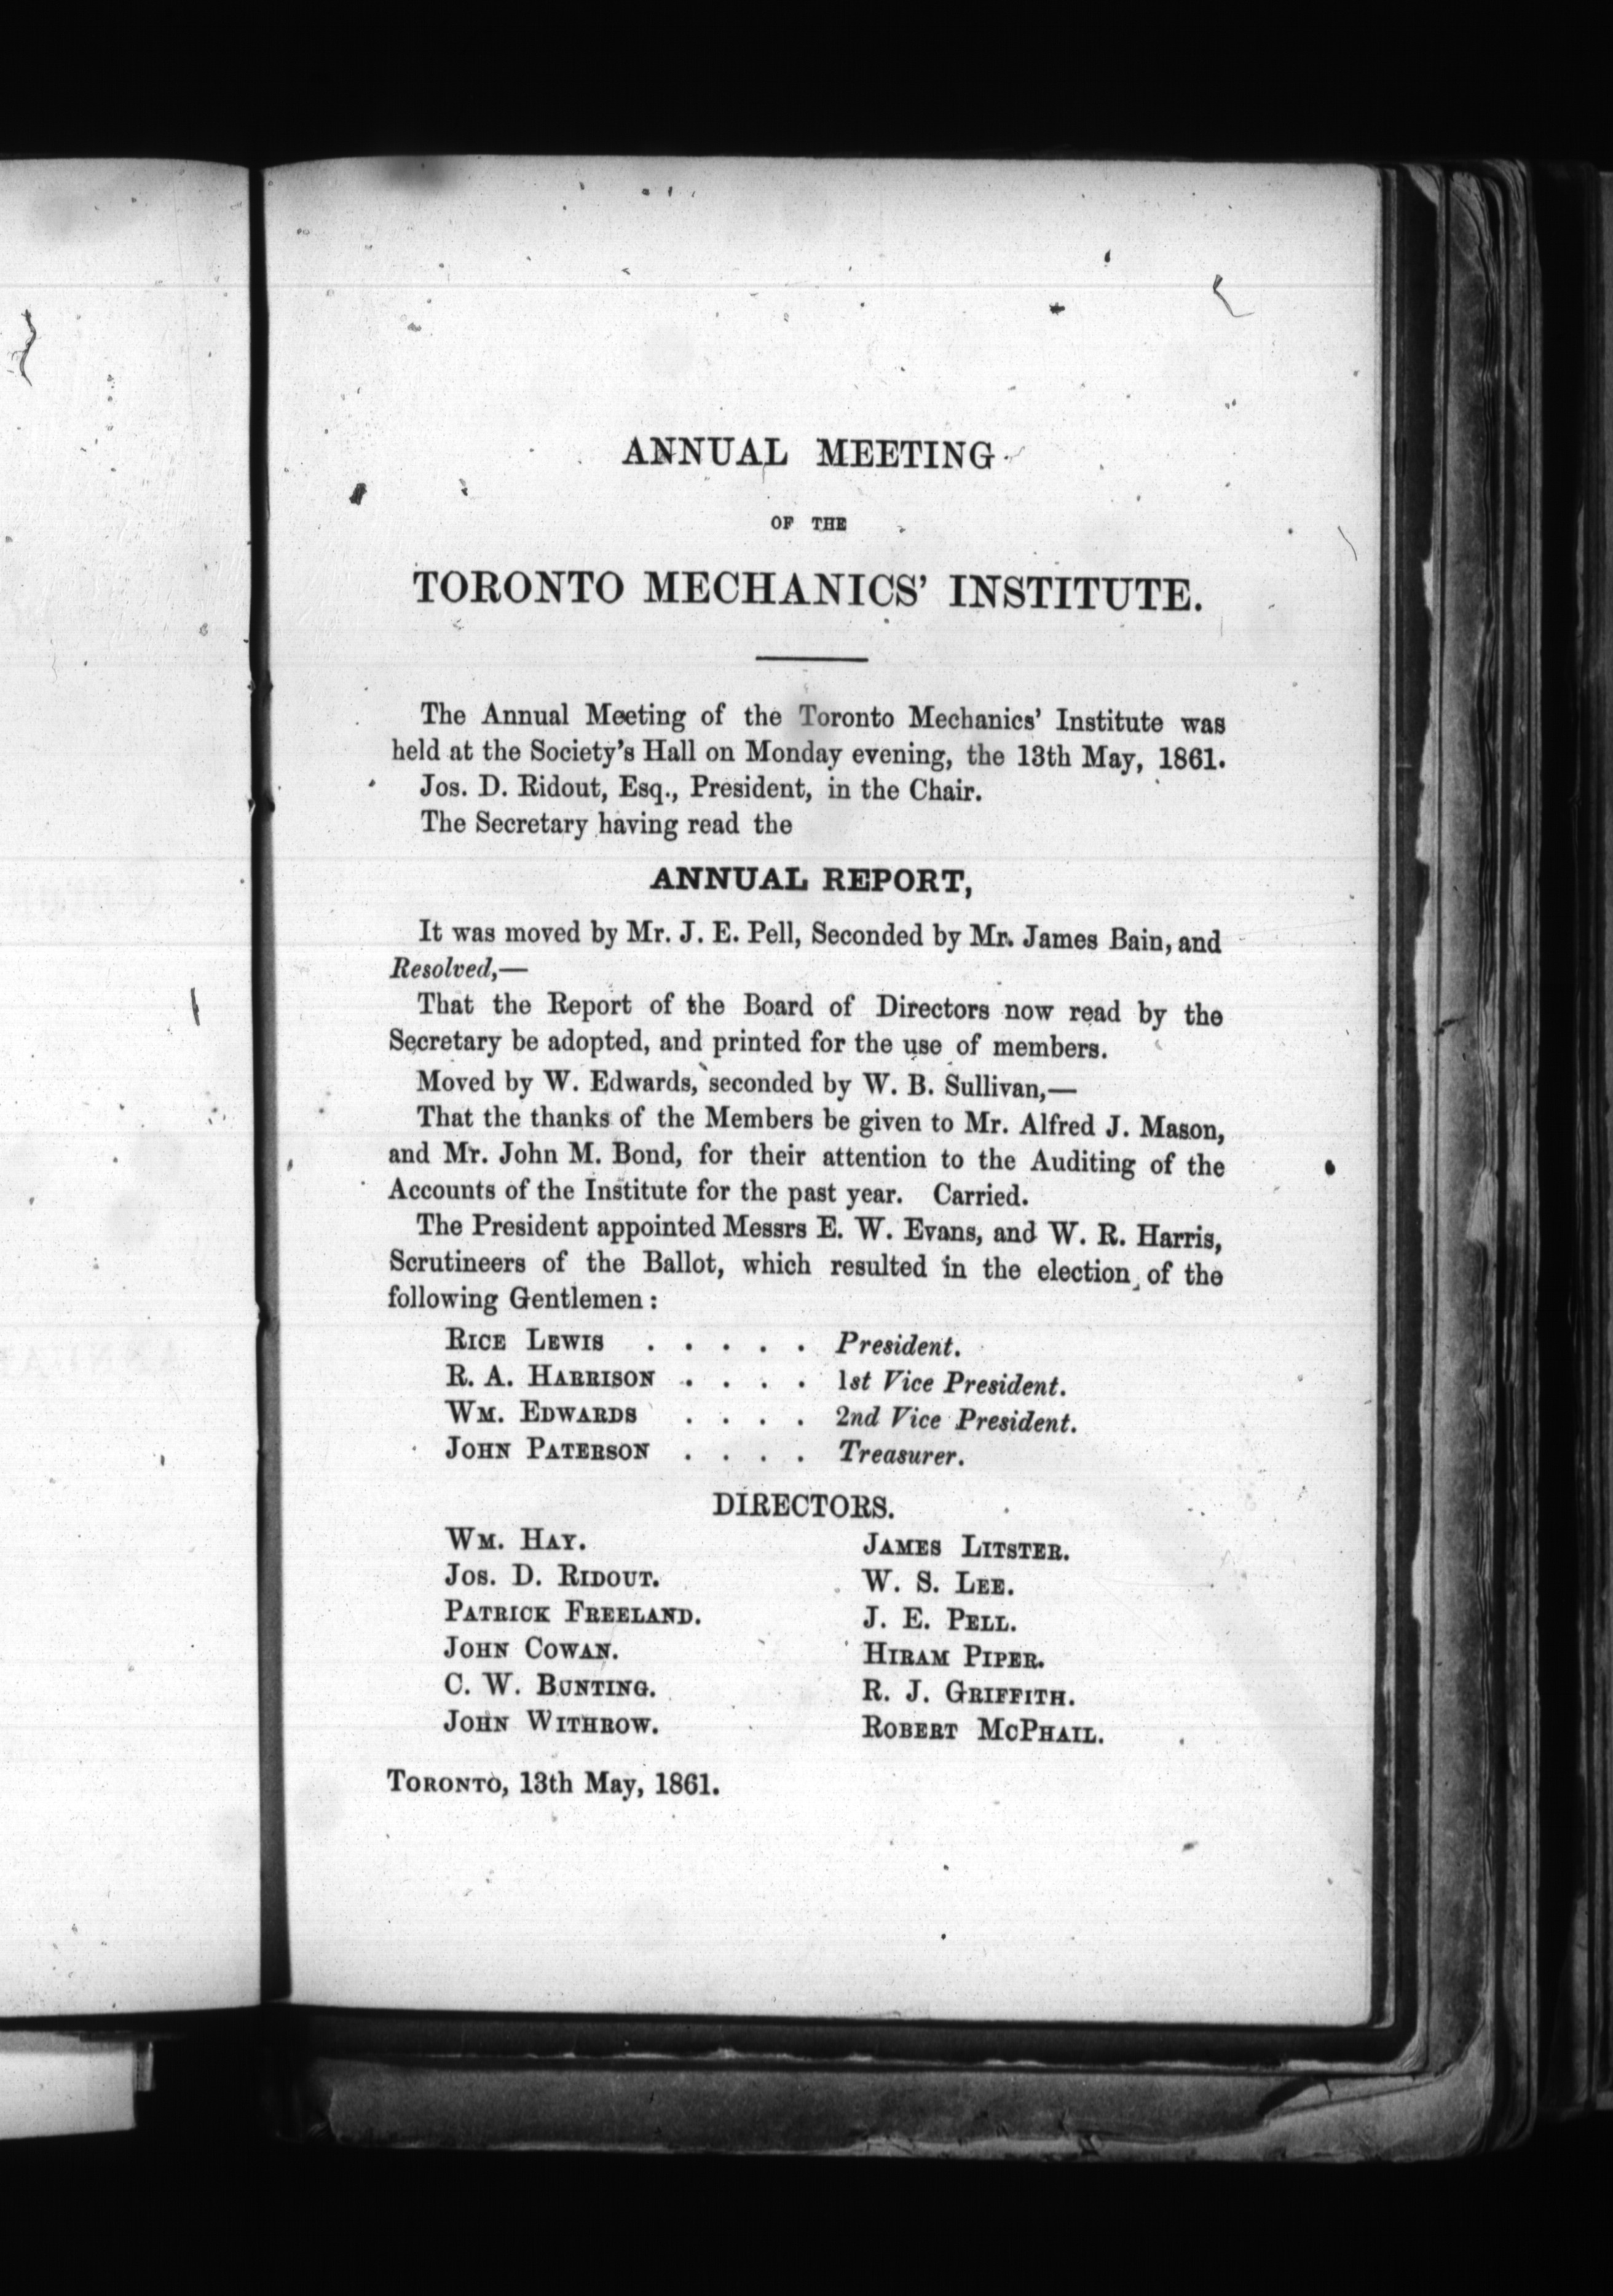 ANNUAL MEETING
OF THE
TORONTO MECHANICS' INSTITUTE.
The Annual Meeting of the Toronto Mechanics' Institute was
held at the Society's Hall on Monday evening, the 13th May, 1861.
Jos. D. Ridout, Esq., President, in the Chair.
The Secretary having read the
ANNUAL REPORT,
It was moved by Mr. J. E. Pell, Seconded by Mr. James Bain, and
Resolved,—
That the Report of the Board of Directors now read by the
Secretary be adopted, and printed for the use of members.
Moved by W. Edwards, seconded by W. B. Sullivan,—
That the thanks of the Members be given to Mr. Alfred J. Mason,
and Mr. John M. Bond, for their attention to the Auditing of the
Accounts of the Institute for the past year. Carried.
The President appointed Messrs E. W. Evans, and W. R. Harris,
Scrutineers of the Ballot, which resulted in the election of the
following Gentlemen:
RICE LEWIS . . . . . President.
R. A. HARRISON . . . . 1st Vice President.
WM. EDWARDS . . . . 2nd Vice President.
JOHN PATERSON . . . . Treasurer.
DIRECTORS.
WM. HAY. JAMES LITSTER.
JOS. D. RIDOUT. W. S. LEE.
PATRICK FREELAND. J. E. PELL.
JOHN COWAN. HIRAM PIPER.
C. W. BUNTING. R. J. GRIFFITH.
JOHN WITHROW. ROBERT MCPHAIL.
TORONTO, 13th May, 1861.